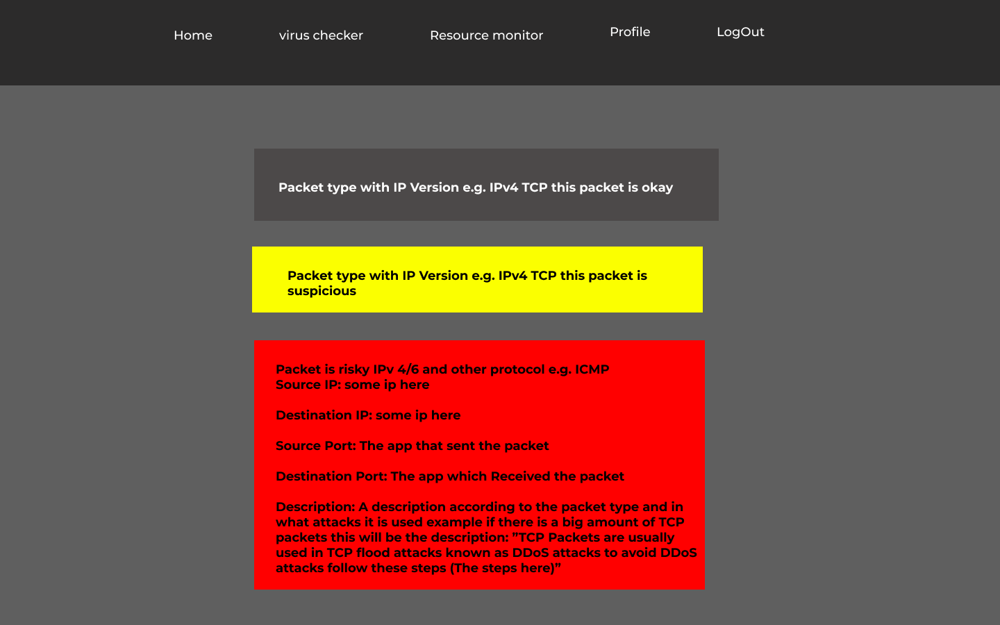 Home
virus checker
Resource monitor
Profile
LogOut
Packet type with IP Version e.g. IPv4 TCP this packet is okay
Packet type with IP Version e.g. IPv4 TCP this packet is
suspicious
Packet is risky IPv 4/6 and other protocol e.g. ICMP
Source IP: some ip here
Destination IP: some ip here
Source Port: The app that sent the packet
Destination Port: The app which Received the packet
Description: A description according to the packet type and in
what attacks it is used example if there is a big amount of TCP
packets this will be the description: ”TCP Packets are usually
used in TCP flood attacks known as DDoS attacks to avoid DDoS
attacks follow these steps (The steps here)”